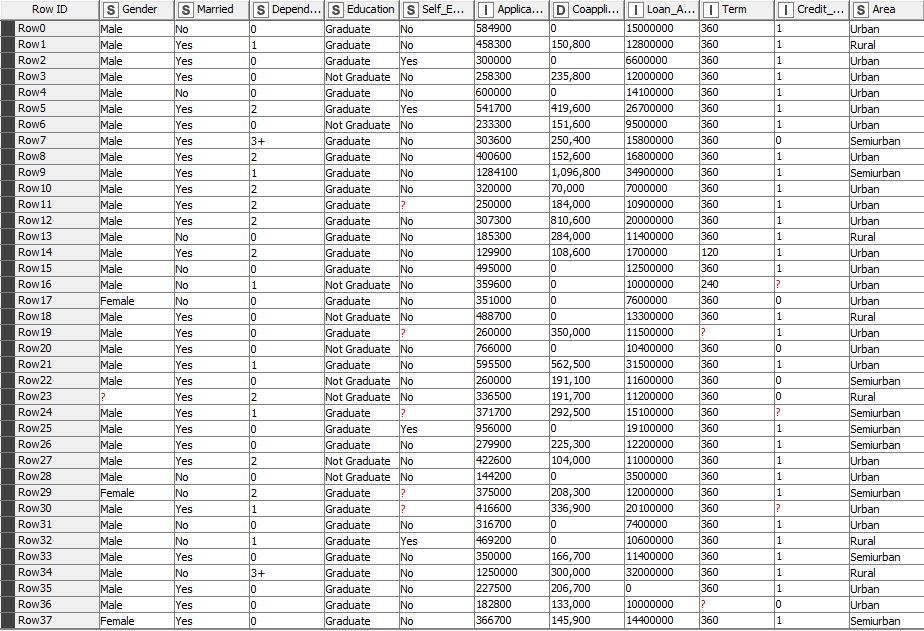 Row ID S Gender S Married S Depend... S Education S Self_E... I Applica... D Coappli... I Loan_A... I Term I Credit_... S Area
Row0 Male No 0 Graduate No 584900 0 15000000 360 1 Urban
Row1 Male Yes 1 Graduate No 458300 150,800 12800000 360 1 Rural
Row2 Male Yes 0 Graduate Yes 300000 0 6600000 360 1 Urban
Row3 Male Yes 0 Not Graduate No 258300 235,800 12000000 360 1 Urban
Row4 Male No 0 Graduate No 600000 0 14100000 360 1 Urban
Row5 Male Yes 2 Graduate Yes 541700 419,600 26700000 360 1 Urban
Row6 Male Yes 0 Not Graduate No 233300 151,600 9500000 360 1 Urban
Row7 Male Yes 3+ Graduate No 303600 250,400 15800000 360 0 Semiurban
Row8 Male Yes 2 Graduate No 400600 152,600 16800000 360 1 Urban
Row9 Male Yes 1 Graduate No 1284100 1,096,800 34900000 360 1 Semiurban
Row10 Male Yes 2 Graduate No 320000 70,000 7000000 360 1 Urban
Row11 Male Yes 2 Graduate ? 250000 184,000 10900000 360 1 Urban
Row12 Male Yes 2 Graduate No 307300 810,600 20000000 360 1 Urban
Row13 Male No 0 Graduate No 185300 284,000 11400000 360 1 Rural
Row14 Male Yes 2 Graduate No 129900 108,600 1700000 120 1 Urban
Row15 Male No 0 Graduate No 495000 0 12500000 360 1 Urban
Row16 Male No 1 Not Graduate No 359600 0 10000000 240 ? Urban
Row17 Female No 0 Graduate No 351000 0 7600000 360 0 Urban
Row18 Male Yes 0 Not Graduate No 488700 0 13300000 360 1 Rural
Row19 Male Yes 0 Graduate ? 260000 350,000 11500000 ? 1 Urban
Row20 Male Yes 0 Not Graduate No 766000 0 10400000 360 0 Urban
Row21 Male Yes 1 Graduate No 595500 562,500 31500000 360 1 Urban
Row22 Male Yes 0 Not Graduate No 260000 191,100 11600000 360 0 Semiurban
Row23 ? Yes 2 Not Graduate No 336500 191,700 11200000 360 0 Rural
Row24 Male Yes 1 Graduate ? 371700 292,500 15100000 360 ? Semiurban
Row25 Male Yes 0 Graduate Yes 956000 0 19100000 360 1 Semiurban
Row26 Male Yes 0 Graduate No 279900 225,300 12200000 360 1 Semiurban
Row27 Male Yes 2 Not Graduate No 422600 104,000 11000000 360 1 Urban
Row28 Male No 0 Not Graduate No 144200 0 3500000 360 1 Urban
Row29 Female No 2 Graduate ? 375000 208,300 12000000 360 1 Semiurban
Row30 Male Yes 1 Graduate ? 416600 336,900 20100000 360 ? Semiurban
Row31 Male No 0 Graduate No 316700 0 7400000 360 1 Urban
Row32 Male No 1 Graduate Yes 469200 0 10600000 360 1 Rural
Row33 Male Yes 0 Graduate No 350000 166,700 11400000 360 1 Semiurban
Row34 Male No 3+ Graduate No 1250000 300,000 32000000 360 1 Rural
Row35 Male Yes 0 Graduate No 227500 206,700 0 360 1 Urban
Row36 Male Yes 0 Graduate No 182800 133,000 10000000 ? 0 Urban
Row37 Female Yes 0 Graduate No 366700 145,900 14400000 360 1 Semiurban